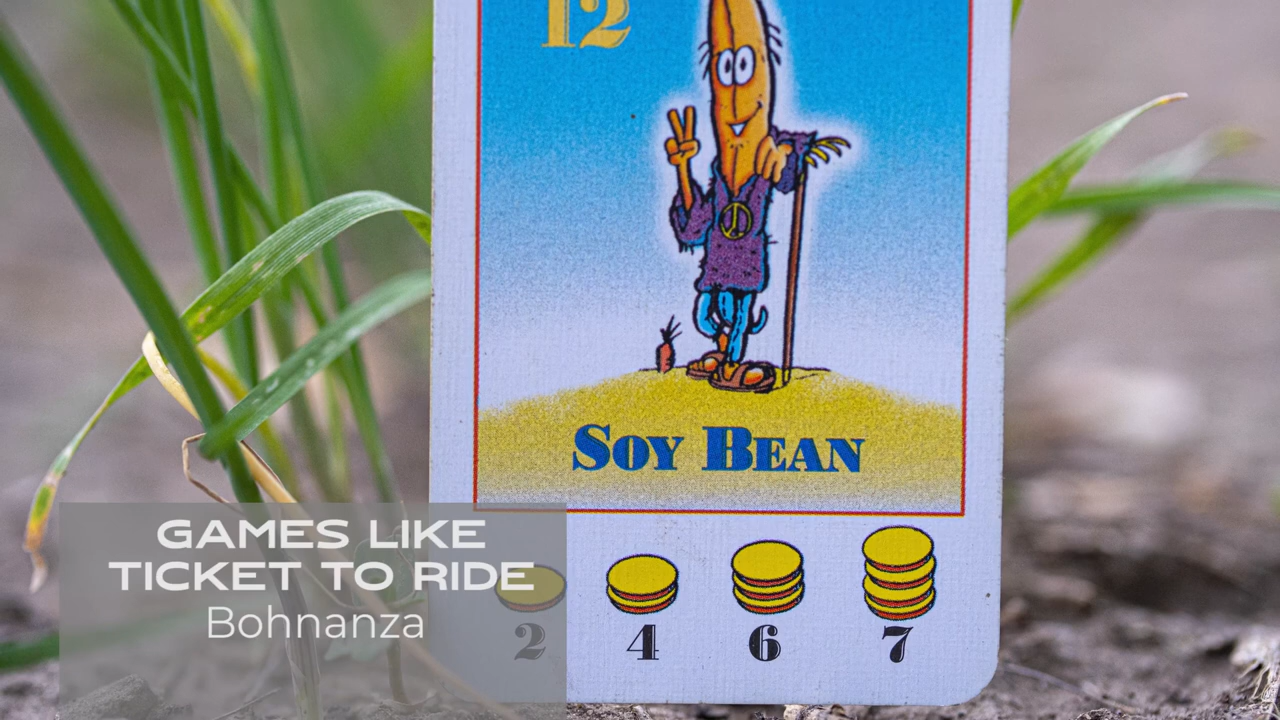 12
SOY BEAN
GAMES LIKE
TICKET TO RIDE
Bohnanza
2 4 6 7